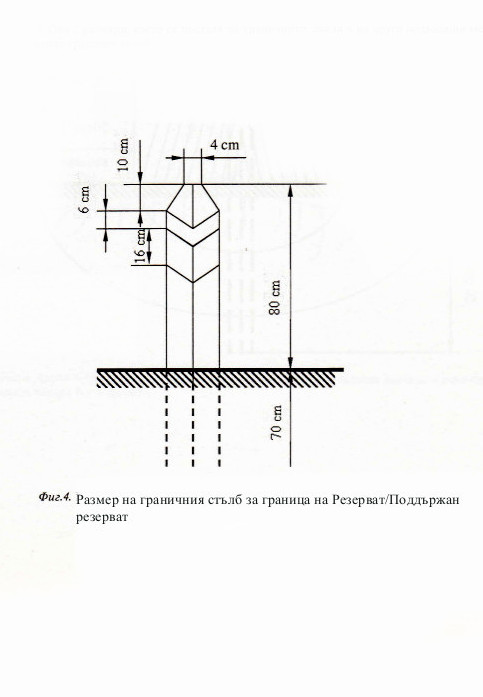 4 cm
10 cm
6 cm
16 cm
80 cm
70 cm
Фиг.4. Размер на граничния стълб за граница на Резерват/Поддържан
резерват